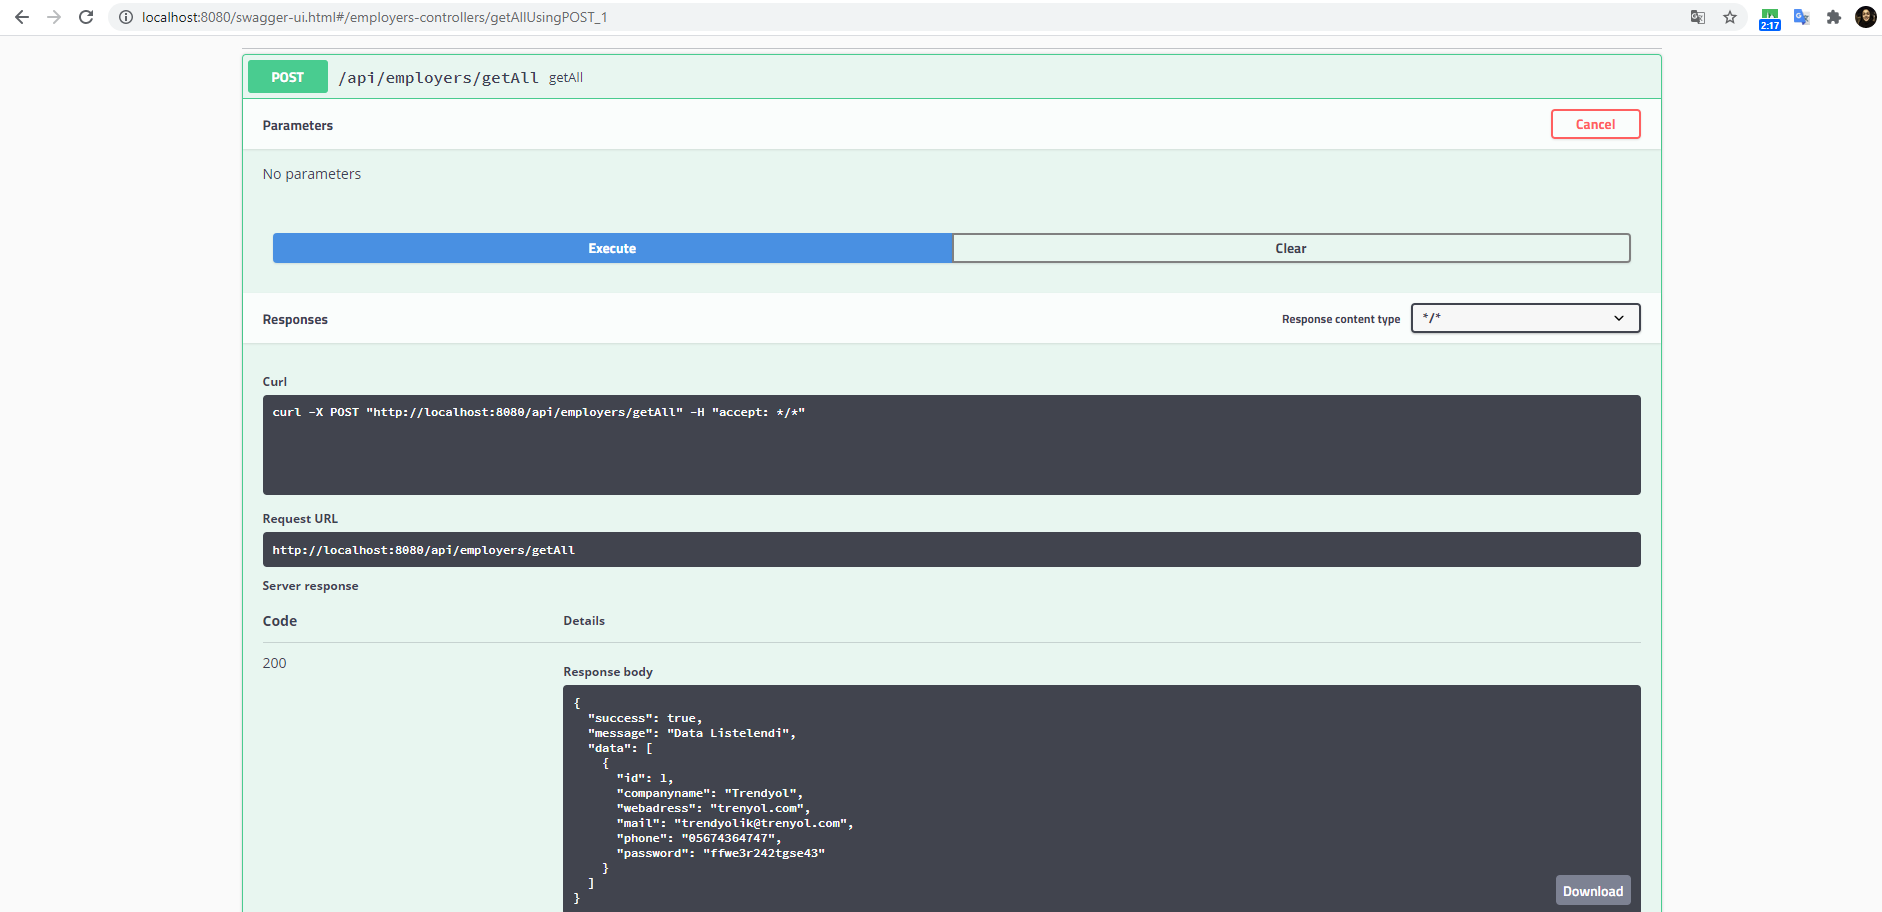 localhost:8080/swagger-ui.html#/employers-controllers/getAllUsingPOST_1
2:17
POST /api/employers/getAll getAll
Parameters
Cancel
No parameters
Execute
Clear
Responses
Response content type
*/*
Curl
curl -X POST "http://localhost:8080/api/employers/getAll" -H "accept: */*"
Request URL
http://localhost:8080/api/employers/getAll
Server response
Code Details
200
Response body
{
"success": true,
"message": "Data Listelendi",
"data": [
{
"id": 1,
"companyname": "Trendyol",
"webadress": "trenyol.com",
"mail": "trendyolik@trenyol.com",
"phone": "05674364747",
"password": "ffwe3r242tgse43"
}
]
}
Download